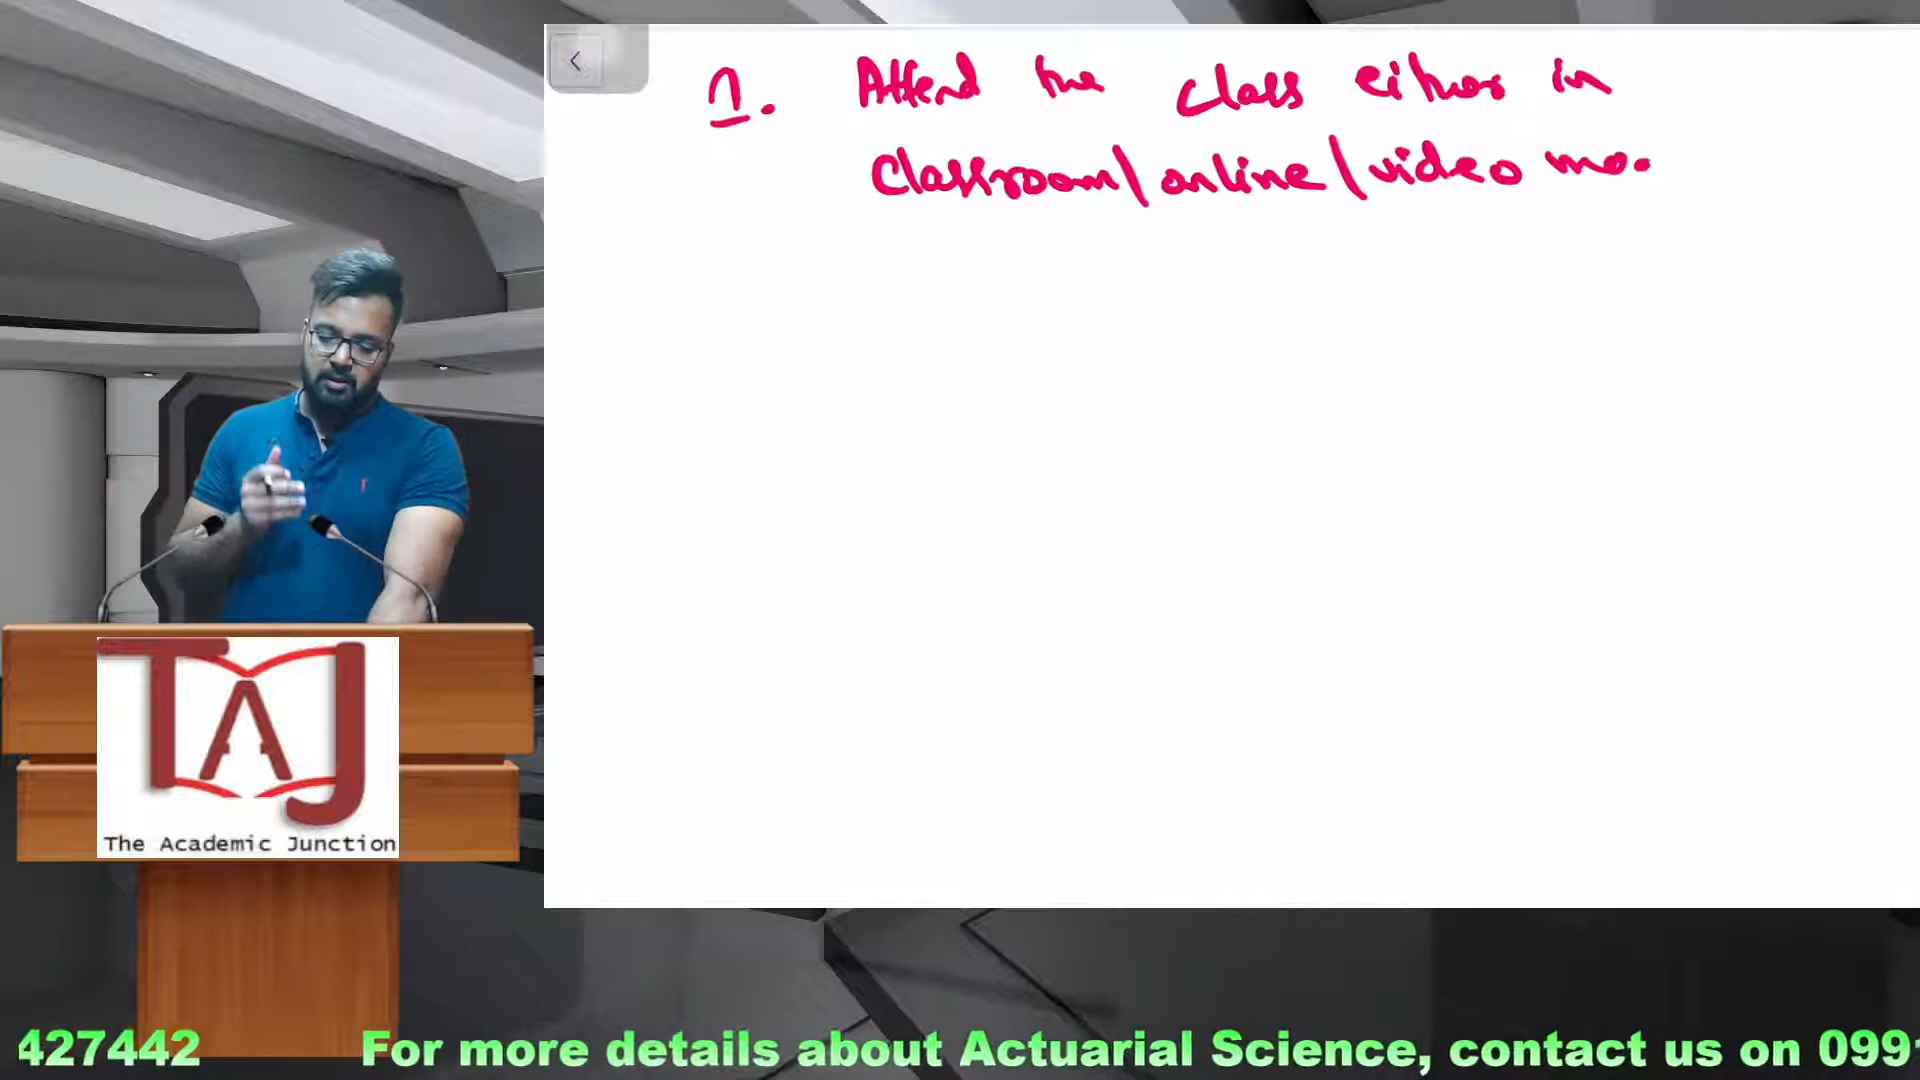 1. Attend the class either in
Classroom/online/video mo.
TAJ
The Academic Junction
427442 For more details about Actuarial Science, contact us on 099